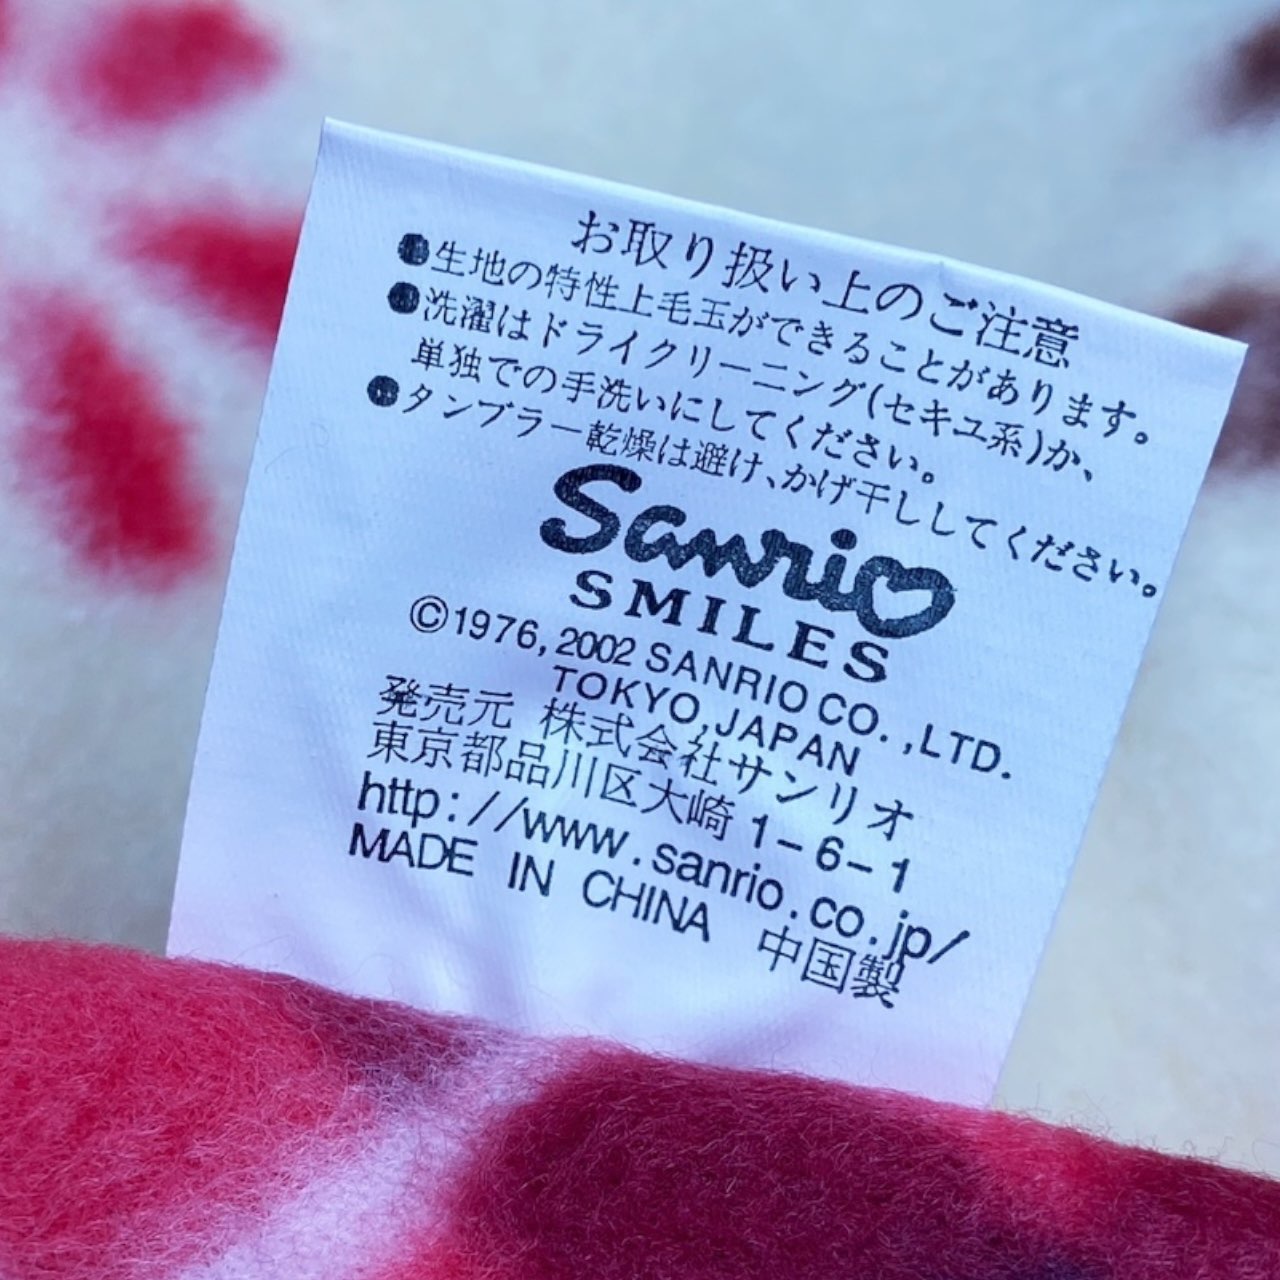 お取り扱い上のご注意
●生地の特性上毛玉ができることがあります。
●洗濯はドライクリーニング(セキユ系)か、
単独での手洗いにしてください。
●タンブラー乾燥は避け、かげ干ししてください。
Sanrio
SMILES
©1976, 2002 SANRIO CO. ,LTD.
TOKYO,JAPAN
発売元 株式会社サンリオ
東京都品川区大崎 1-6-1
http://www.sanrio.co.jp/
MADE IN CHINA 中国製